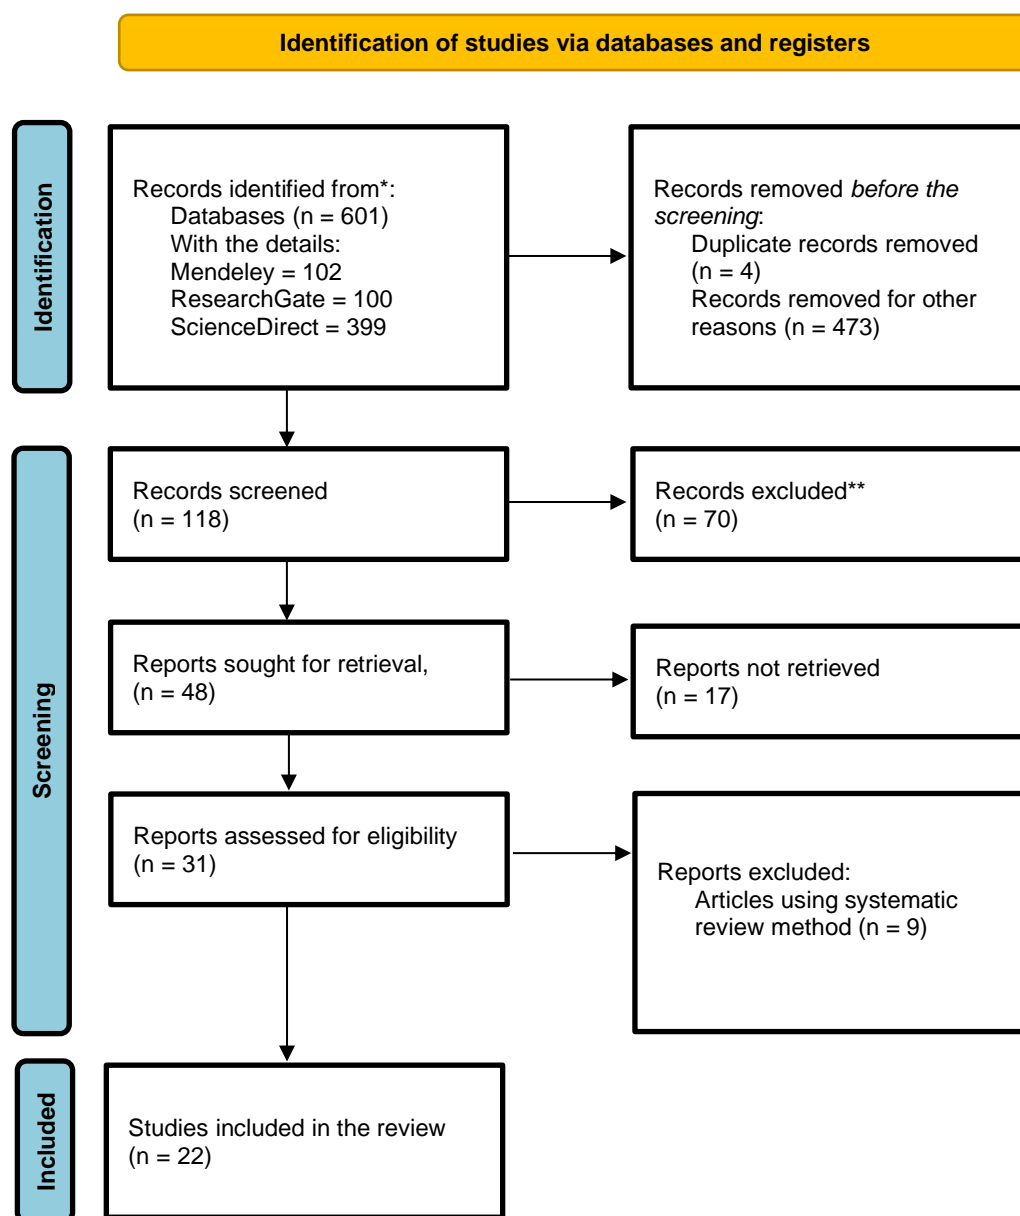 Identification of studies via databases and registers
Identification
Records identified from*:
Databases (n = 601)
With the details:
Mendeley = 102
ResearchGate = 100
ScienceDirect = 399
Records removed before the
screening:
Duplicate records removed
(n = 4)
Records removed for other
reasons (n = 473)
Screening
Records screened
(n = 118)
Records excluded**
(n = 70)
Reports sought for retrieval,
(n = 48)
Reports not retrieved
(n = 17)
Reports assessed for eligibility
(n = 31)
Reports excluded:
Articles using systematic
review method (n = 9)
Included
Studies included in the review
(n = 22)